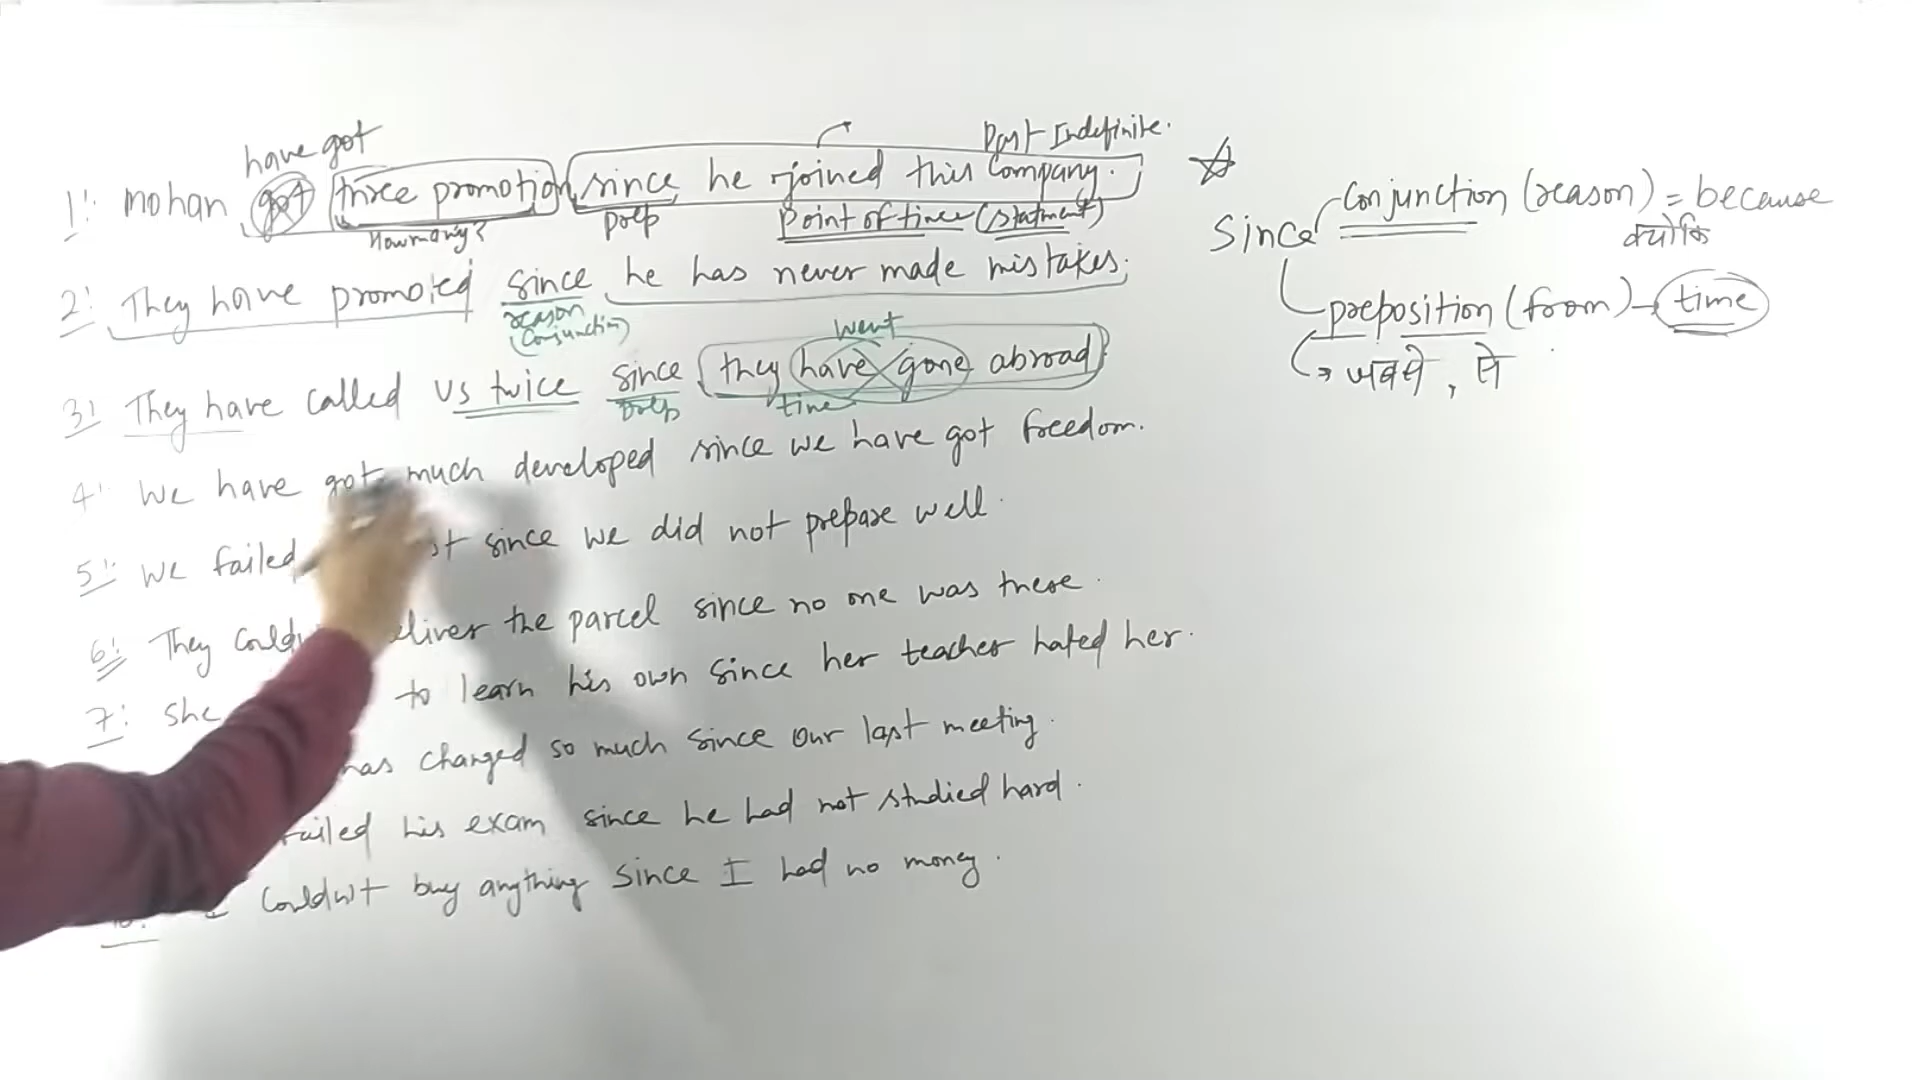 have got
Past Indefinite.
1: mohan got three promotion since he joined this Company.
How many? prep Point of time (statment)
2: They have promoted since he has never made mistakes.
reason (Conjunction)
went
3! They have called us twice since they have gone abroad
prep time
4! We have got much developed since we have got freedom.
5: We failed st since we did not prepare well.
6: They eliver the parcel since no one was there.
7: She to learn his own since her teacher hated her.
has changed so much since our last meeting.
failed his exam since he had not studied hard.
Couldn't buy anything since I had no money.
Since
Conjunction (reason) = because
क्योंकि
preposition (from) → time
→ जबसे, से